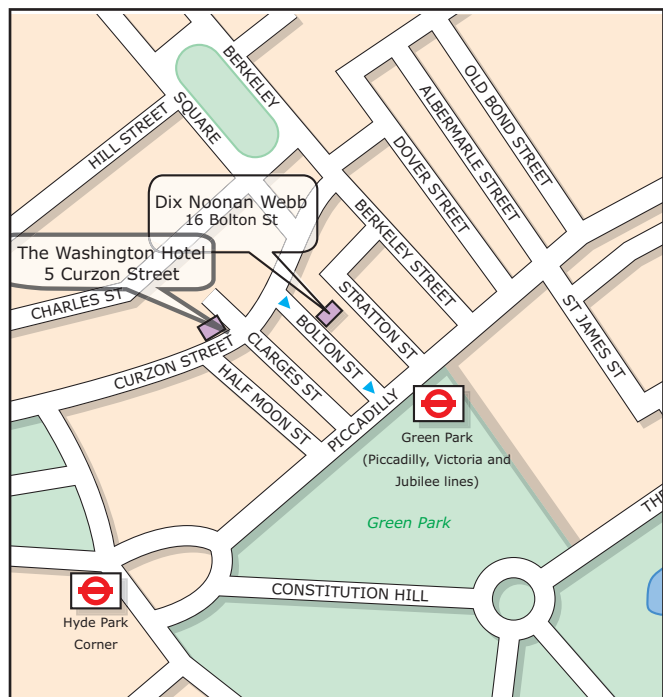 BERKELEY
SQUARE
HILL STREET
OLD BOND STREET
ALBERMARLE STREET
DOVER STREET
Dix Noonan Webb
16 Bolton St
BERKELEY STREET
The Washington Hotel
5 Curzon Street
CHARLES ST
STRATTON ST
ST JAMES ST
BOLTON ST
CURZON STREET
CLARGES ST
HALF MOON ST
PICCADILLY
Green Park
(Piccadilly, Victoria and
Jubilee lines)
THE
Green Park
CONSTITUTION HILL
Hyde Park
Corner